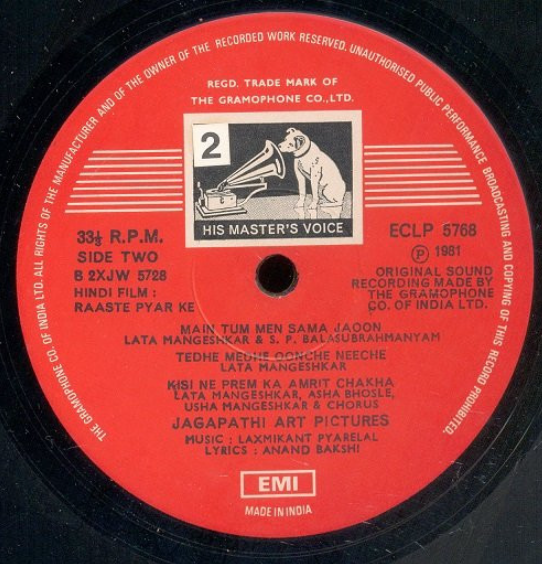 THE GRAMOPHONE CO. OF INDIA LTD. ALL RIGHTS OF THE MANUFACTURER AND OF THE OWNER OF THE RECORDED WORK RESERVED. UNAUTHORISED PUBLIC PERFORMANCE BROADCASTING AND COPYING OF THIS RECORD PROHIBITED.
REGD. TRADE MARK OF
THE GRAMOPHONE CO., LTD.
2
HIS MASTER'S VOICE
33⅓ R.P.M.
SIDE TWO
B 2XJW 5728
HINDI FILM :
RAASTE PYAR KE
ECLP 5768
Ⓟ 1981
ORIGINAL SOUND
RECORDING MADE BY
THE GRAMOPHONE
CO. OF INDIA LTD.
MAIN TUM MEN SAMA JAOON
LATA MANGESHKAR & S. P. BALASUBRAHMANYAM
TEDHE MEUHE OONCHE NEECHE
LATA MANGESHKAR
KISI NE PREM KA AMRIT CHAKHA
LATA MANGESHKAR, ASHA BHOSLE,
USHA MANGESHKAR & CHORUS
JAGAPATHI ART PICTURES
MUSIC : LAXMIKANT PYARELAL
LYRICS : ANAND BAKSHI
EMI
MADE IN INDIA